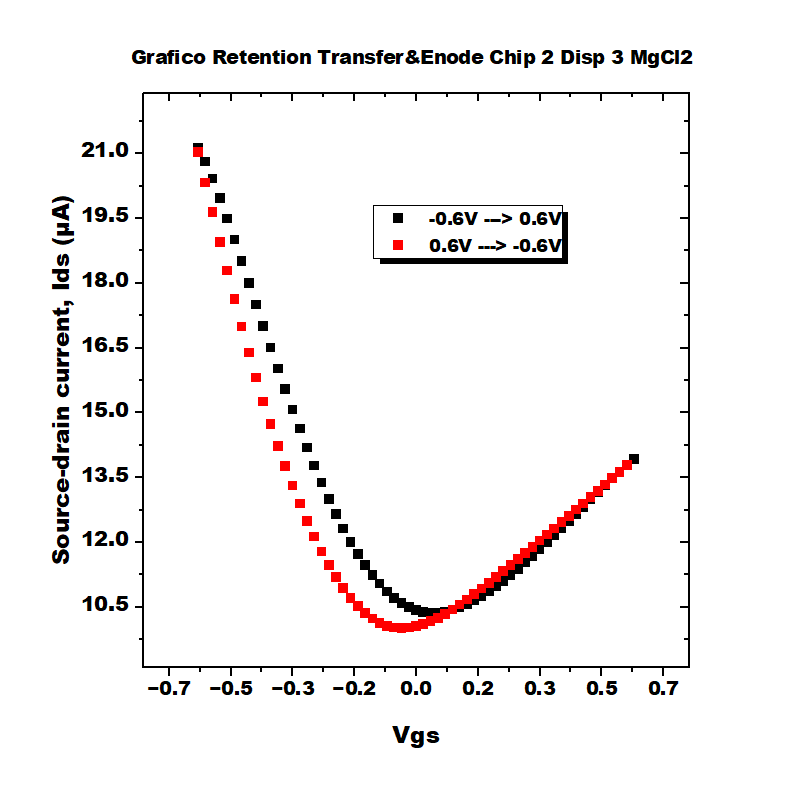 Grafico Retention Transfer&Enode Chip 2 Disp 3 MgCl2
21.0
19.5
18.0
16.5
15.0
13.5
12.0
10.5
Source-drain current, Ids (μA)
-0.6V ---> 0.6V
0.6V ---> -0.6V
−0.7 −0.5 −0.3 −0.2 0.0 0.2 0.3 0.5 0.7
Vgs